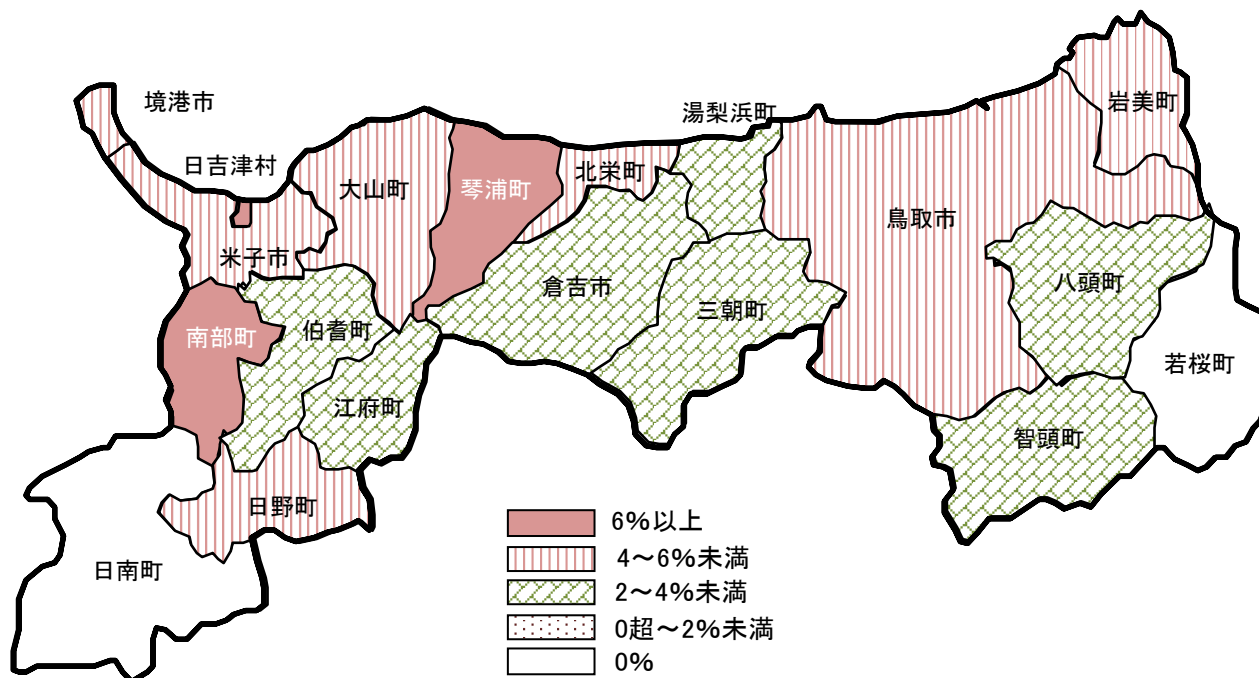 境港市
岩美町
湯梨浜町
日吉津村
北栄町
大山町
琴浦町
鳥取市
米子市
倉吉市
八頭町
三朝町
南部町
伯耆町
若桜町
江府町
智頭町
日野町
日南町
6%以上
4～6%未満
2～4%未満
0超～2%未満
0%